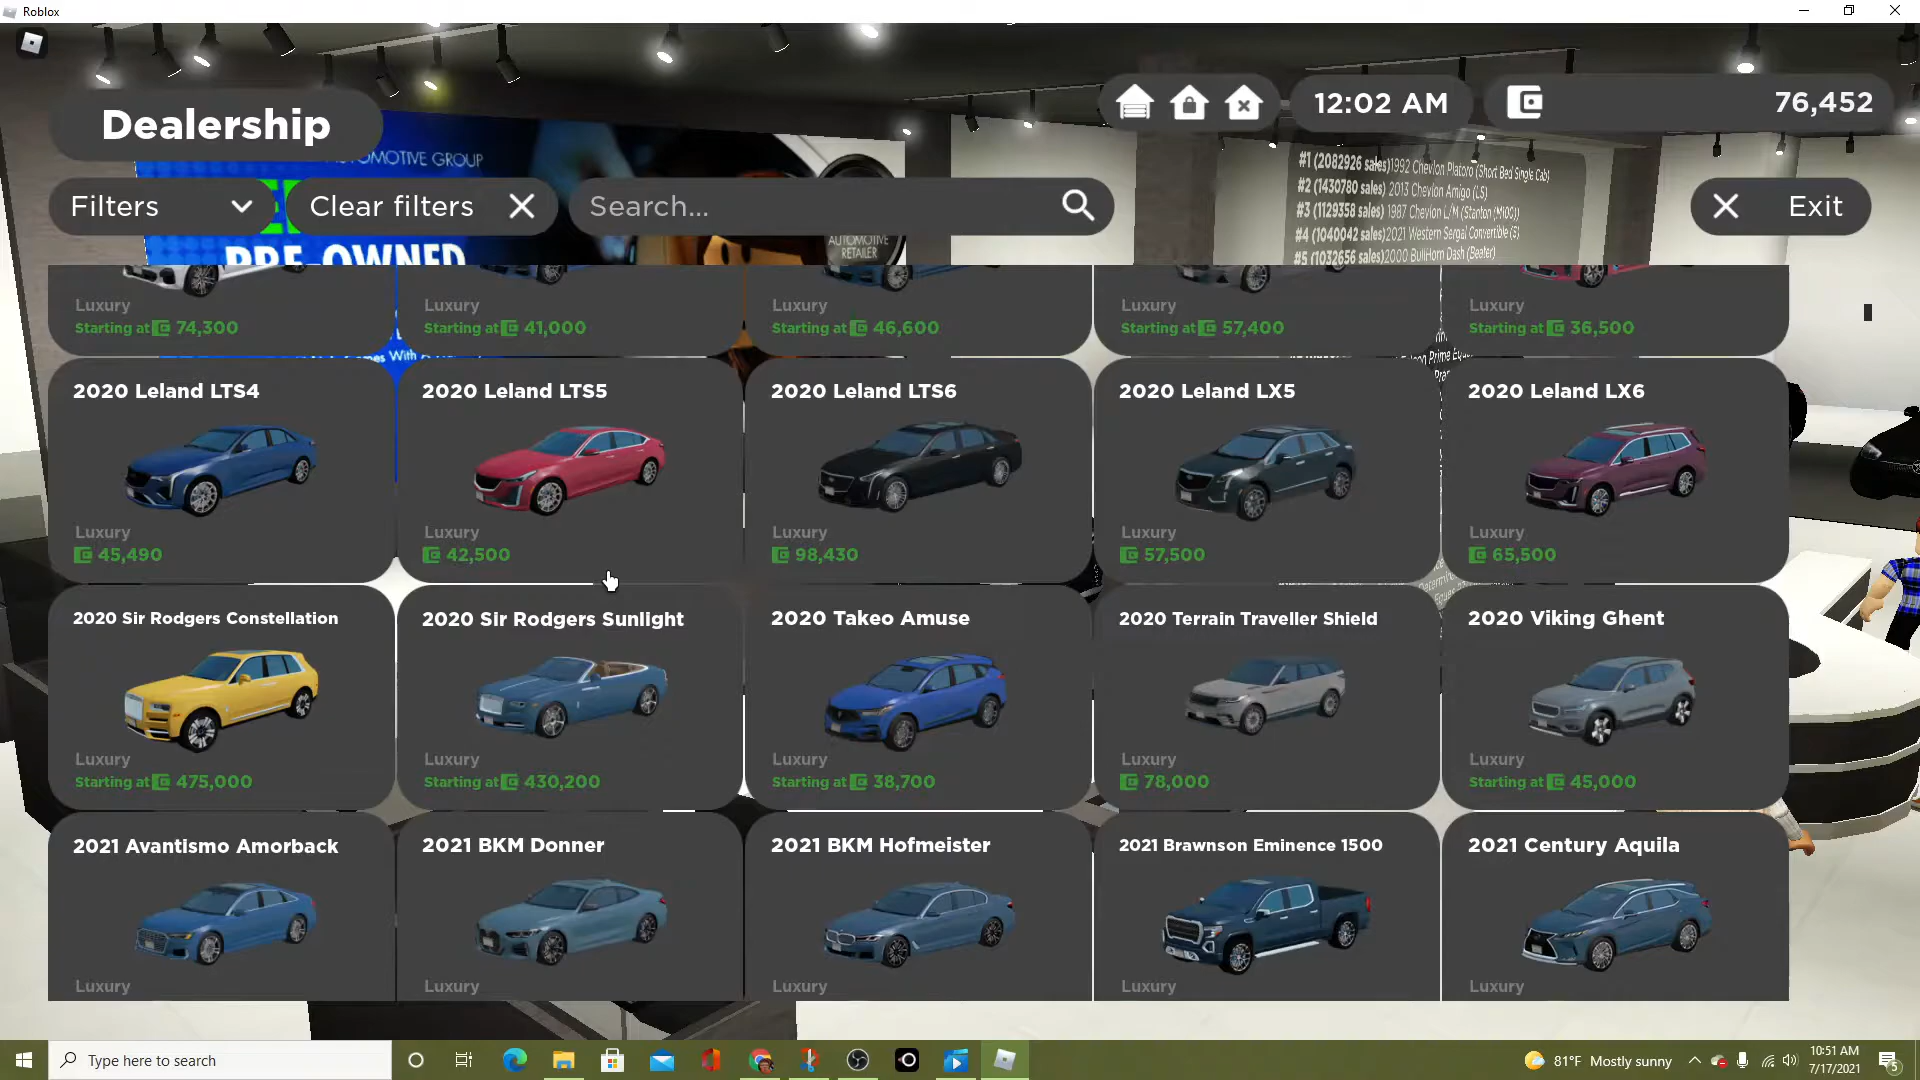 Roblox
Dealership
12:02 AM
76,452
AUTOMOTIVE GROUP
Filters
Clear filters
Search...
Exit
#1 (2082926 sales)1992 Chevlon Platoro (Short Bed Single Cab)
#2 (1430780 sales) 2013 Chevlon Amigo (LS)
#3 (1129358 sales) 1987 Chevlon L/M (Stanton (M100))
#4 (1040042 sales)2021 Western Sergal Convertible (S)
#5 (1032656 sales)2000 BullHorn Dash (Beater)
PRE-OWNED
AUTOMOTIVE
RETAILER
Luxury Luxury Luxury Luxury Luxury
Starting at 74,300 Starting at 41,000 Starting at 46,600 Starting at 57,400 Starting at 36,500
mes With
2020 Leland LTS4 2020 Leland LTS5 2020 Leland LTS6 2020 Leland LX5 2020 Leland LX6
Luxury Luxury Luxury Luxury Luxury
45,490 42,500 98,430 57,500 65,500
2020 Sir Rodgers Constellation 2020 Sir Rodgers Sunlight 2020 Takeo Amuse 2020 Terrain Traveller Shield 2020 Viking Ghent
Luxury Luxury Luxury Luxury Luxury
Starting at 475,000 Starting at 430,200 Starting at 38,700 78,000 Starting at 45,000
2021 Avantismo Amorback 2021 BKM Donner 2021 BKM Hofmeister 2021 Brawnson Eminence 1500 2021 Century Aquila
Luxury Luxury Luxury Luxury Luxury
Type here to search
81°F Mostly sunny
10:51 AM
7/17/2021
5